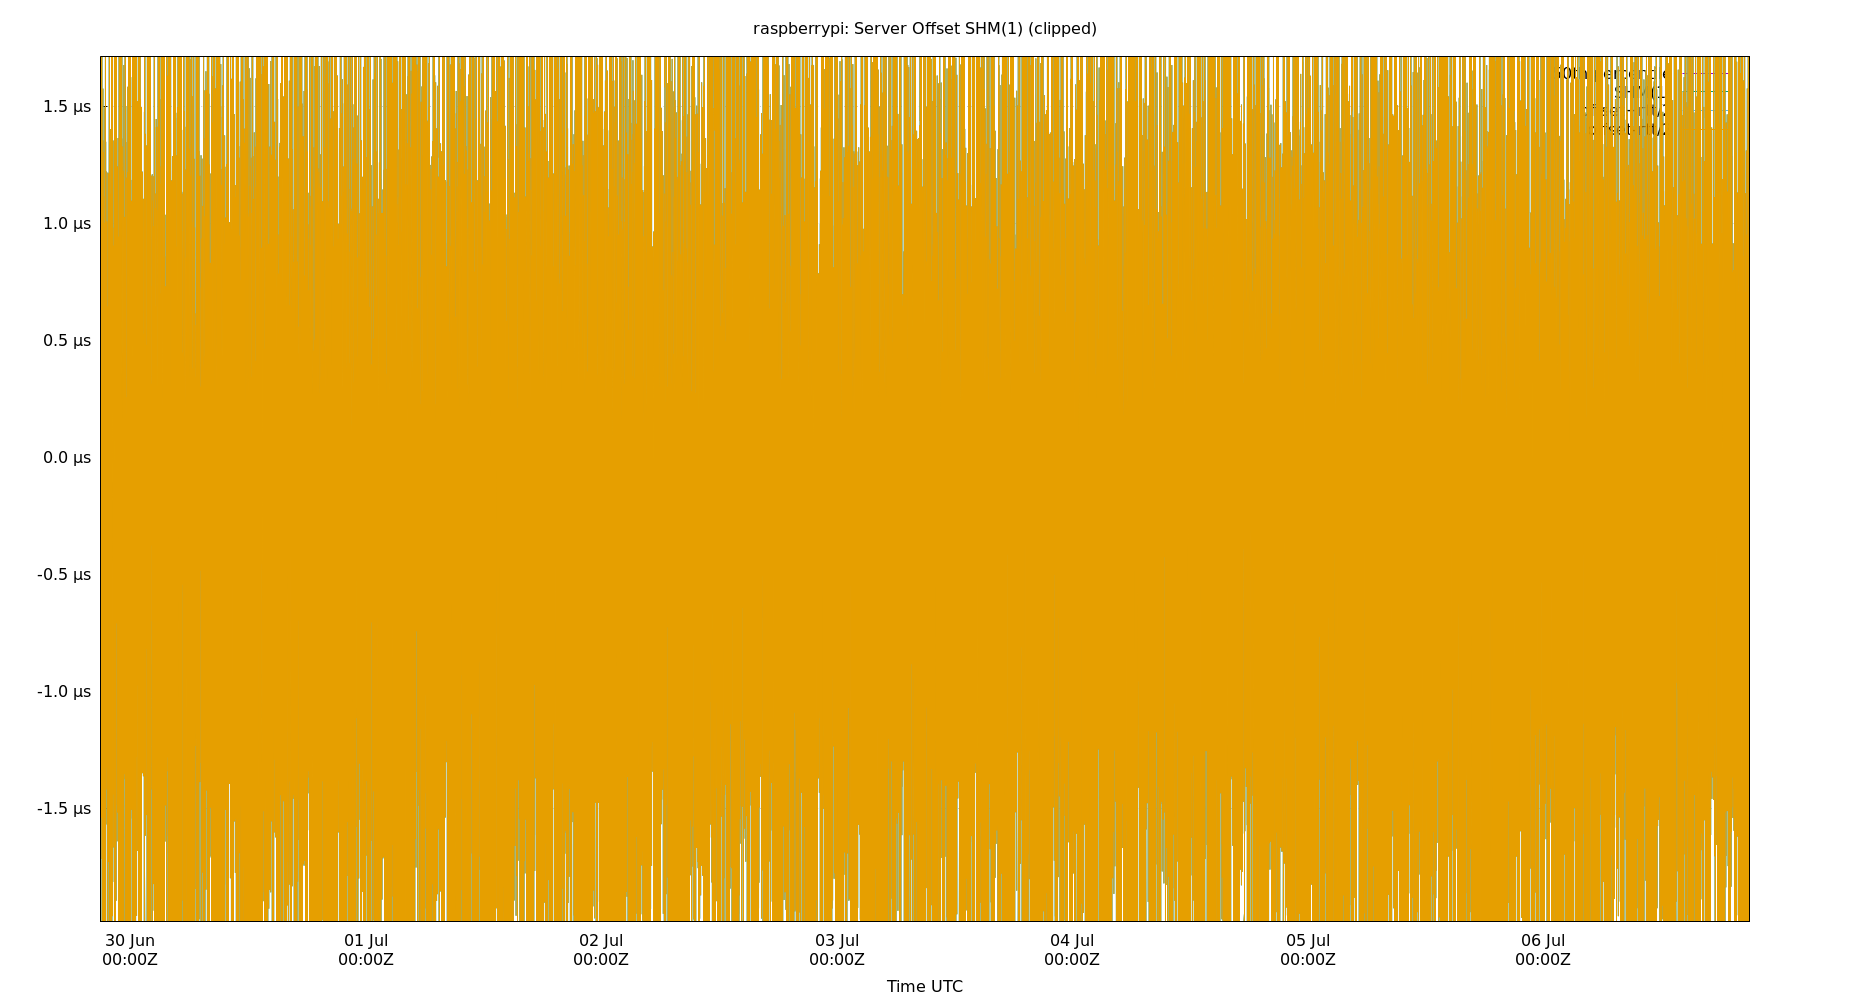 raspberrypi: Server Offset SHM(1) (clipped)
1.5 µs
1.0 µs
0.5 µs
0.0 µs
-0.5 µs
-1.0 µs
-1.5 µs
30 Jun 01 Jul 02 Jul 03 Jul 04 Jul 05 Jul 06 Jul
00:00Z 00:00Z 00:00Z 00:00Z 00:00Z 00:00Z 00:00Z
Time UTC